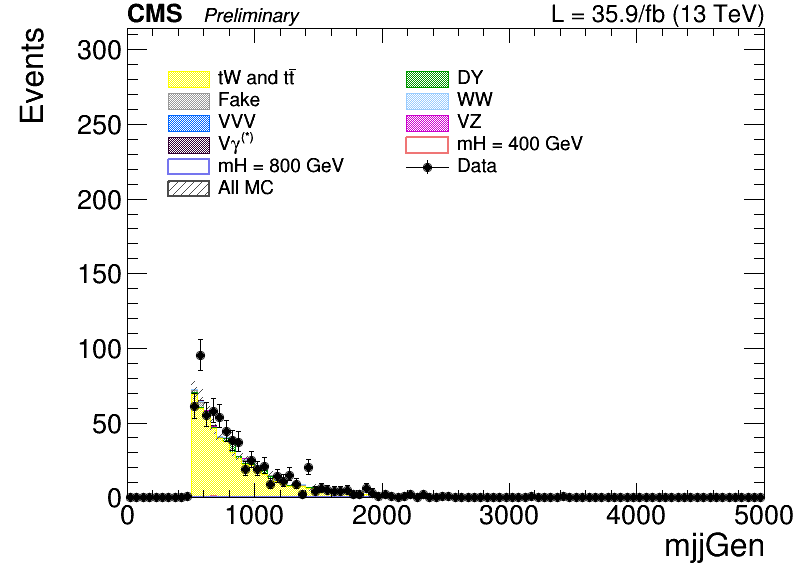 CMS Preliminary L = 35.9/fb (13 TeV)
Events
300
250
200
150
100
50
0
tW and tt̄
DY
Fake
WW
VVV
VZ
Vγ(*)
mH = 400 GeV
mH = 800 GeV
Data
All MC
0 1000 2000 3000 4000 5000
mjjGen